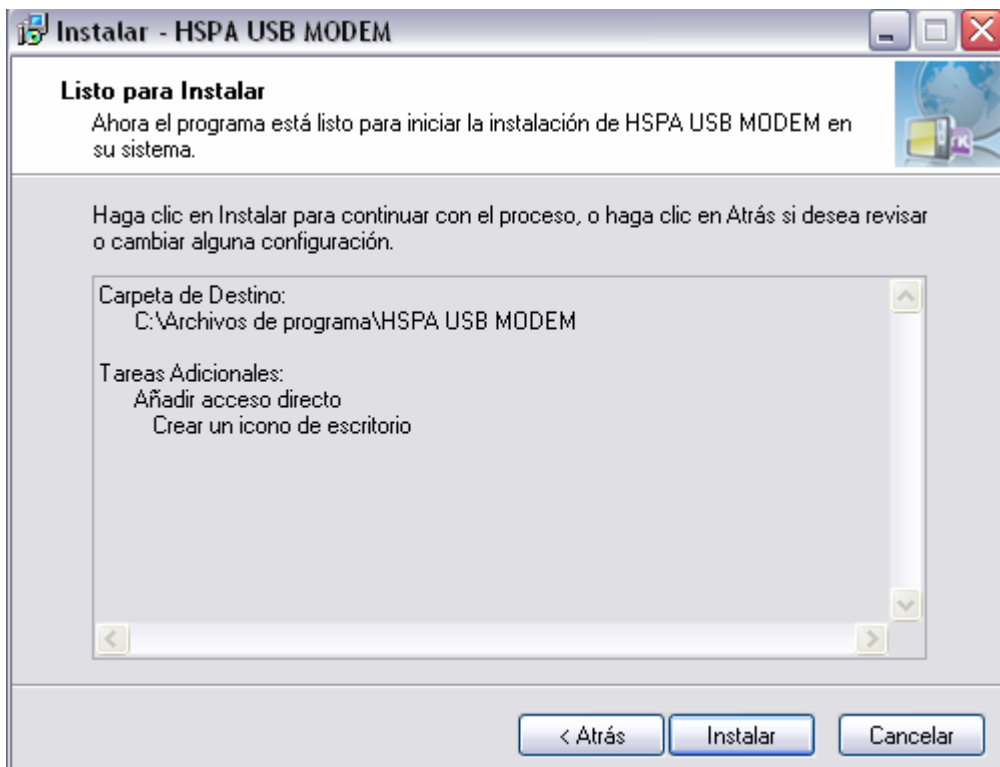 Instalar - HSPA USB MODEM
Listo para Instalar
Ahora el programa está listo para iniciar la instalación de HSPA USB MODEM en
su sistema.
Haga clic en Instalar para continuar con el proceso, o haga clic en Atrás si desea revisar
o cambiar alguna configuración.
Carpeta de Destino:
C:\Archivos de programa\HSPA USB MODEM
Tareas Adicionales:
Añadir acceso directo
Crear un icono de escritorio
< Atrás Instalar Cancelar